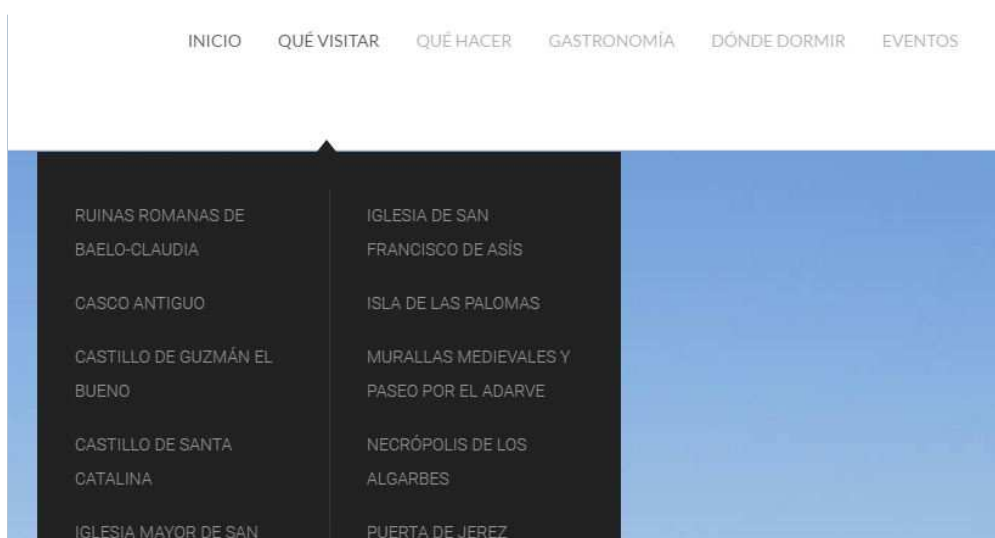 INICIO QUÉ VISITAR QUÉ HACER GASTRONOMÍA DÓNDE DORMIR EVENTOS
RUINAS ROMANAS DE
BAELO-CLAUDIA
CASCO ANTIGUO
CASTILLO DE GUZMÁN EL
BUENO
CASTILLO DE SANTA
CATALINA
IGLESIA MAYOR DE SAN
IGLESIA DE SAN
FRANCISCO DE ASÍS
ISLA DE LAS PALOMAS
MURALLAS MEDIEVALES Y
PASEO POR EL ADARVE
NECRÓPOLIS DE LOS
ALGARBES
PUERTA DE JEREZ